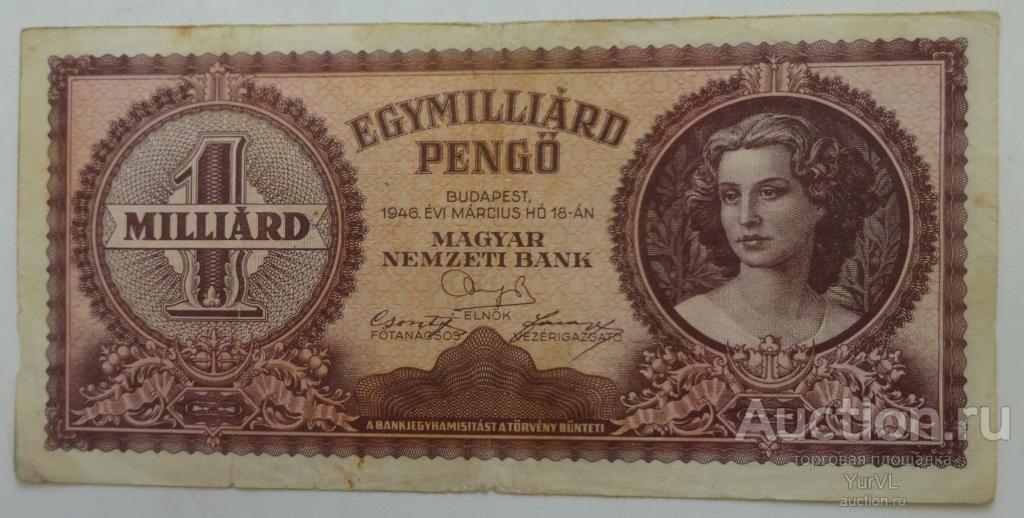 1
MILLIÁRD
EGYMILLIÁRD
PENGŐ
BUDAPEST,
1946. ÉVI MÁRCIUS HÓ 18-ÁN
MAGYAR
NEMZETI BANK
ELNÖK
FŐTANÁCSOS
VEZÉRIGAZGATÓ
A BANKJEGYHAMISITÁST A TÖRVÉNY BÜNTETI
Auction.ru
торговая площадка
YurVL
auction.ru